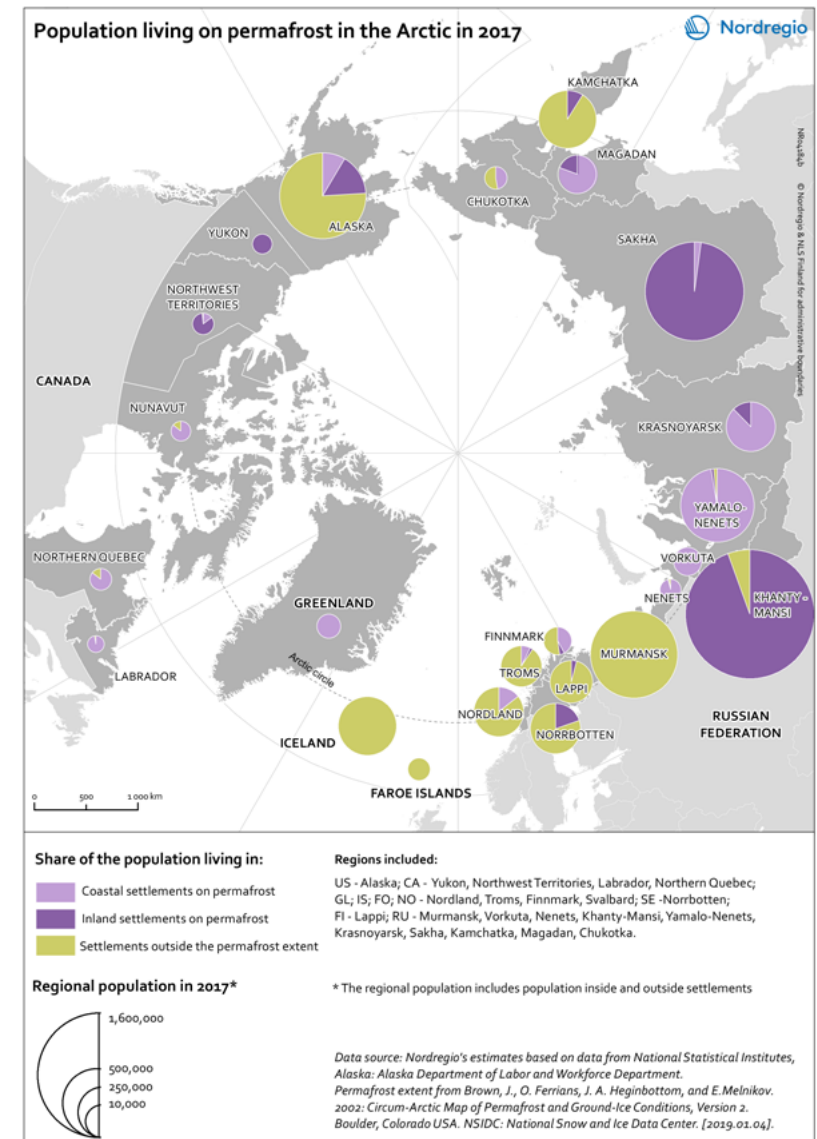 Population living on permafrost in the Arctic in 2017
Nordregio
KAMCHATKA
MAGADAN
CHUKOTKA
ALASKA
YUKON
SAKHA
NORTHWEST
TERRITORIES
CANADA
NUNAVUT
KRASNOYARSK
YAMALO-
NENETS
NORTHERN QUEBEC
VORKUTA
NENETS
KHANTY-
MANSI
GREENLAND
FINNMARK
MURMANSK
TROMS
LAPPI
LABRADOR
Arctic circle
NORDLAND
NORRBOTTEN
RUSSIAN
FEDERATION
ICELAND
FAROE ISLANDS
0 500 1 000 km
NR04184b © Nordregio & NLS Finland for administrative boundaries
Share of the population living in:
Coastal settlements on permafrost
Inland settlements on permafrost
Settlements outside the permafrost extent
Regional population in 2017*
1,600,000
500,000
250,000
10,000
Regions included:
US - Alaska; CA - Yukon, Northwest Territories, Labrador, Northern Quebec;
GL; IS; FO; NO - Nordland, Troms, Finnmark, Svalbard; SE -Norrbotten;
FI - Lappi; RU - Murmansk, Vorkuta, Nenets, Khanty-Mansi, Yamalo-Nenets,
Krasnoyarsk, Sakha, Kamchatka, Magadan, Chukotka.
* The regional population includes population inside and outside settlements
Data source: Nordregio's estimates based on data from National Statistical Institutes,
Alaska: Alaska Department of Labor and Workforce Department.
Permafrost extent from Brown, J., O. Ferrians, J. A. Heginbottom, and E.Melnikov.
2002: Circum-Arctic Map of Permafrost and Ground-Ice Conditions, Version 2.
Boulder, Colorado USA. NSIDC: National Snow and Ice Data Center. [2019.01.04].